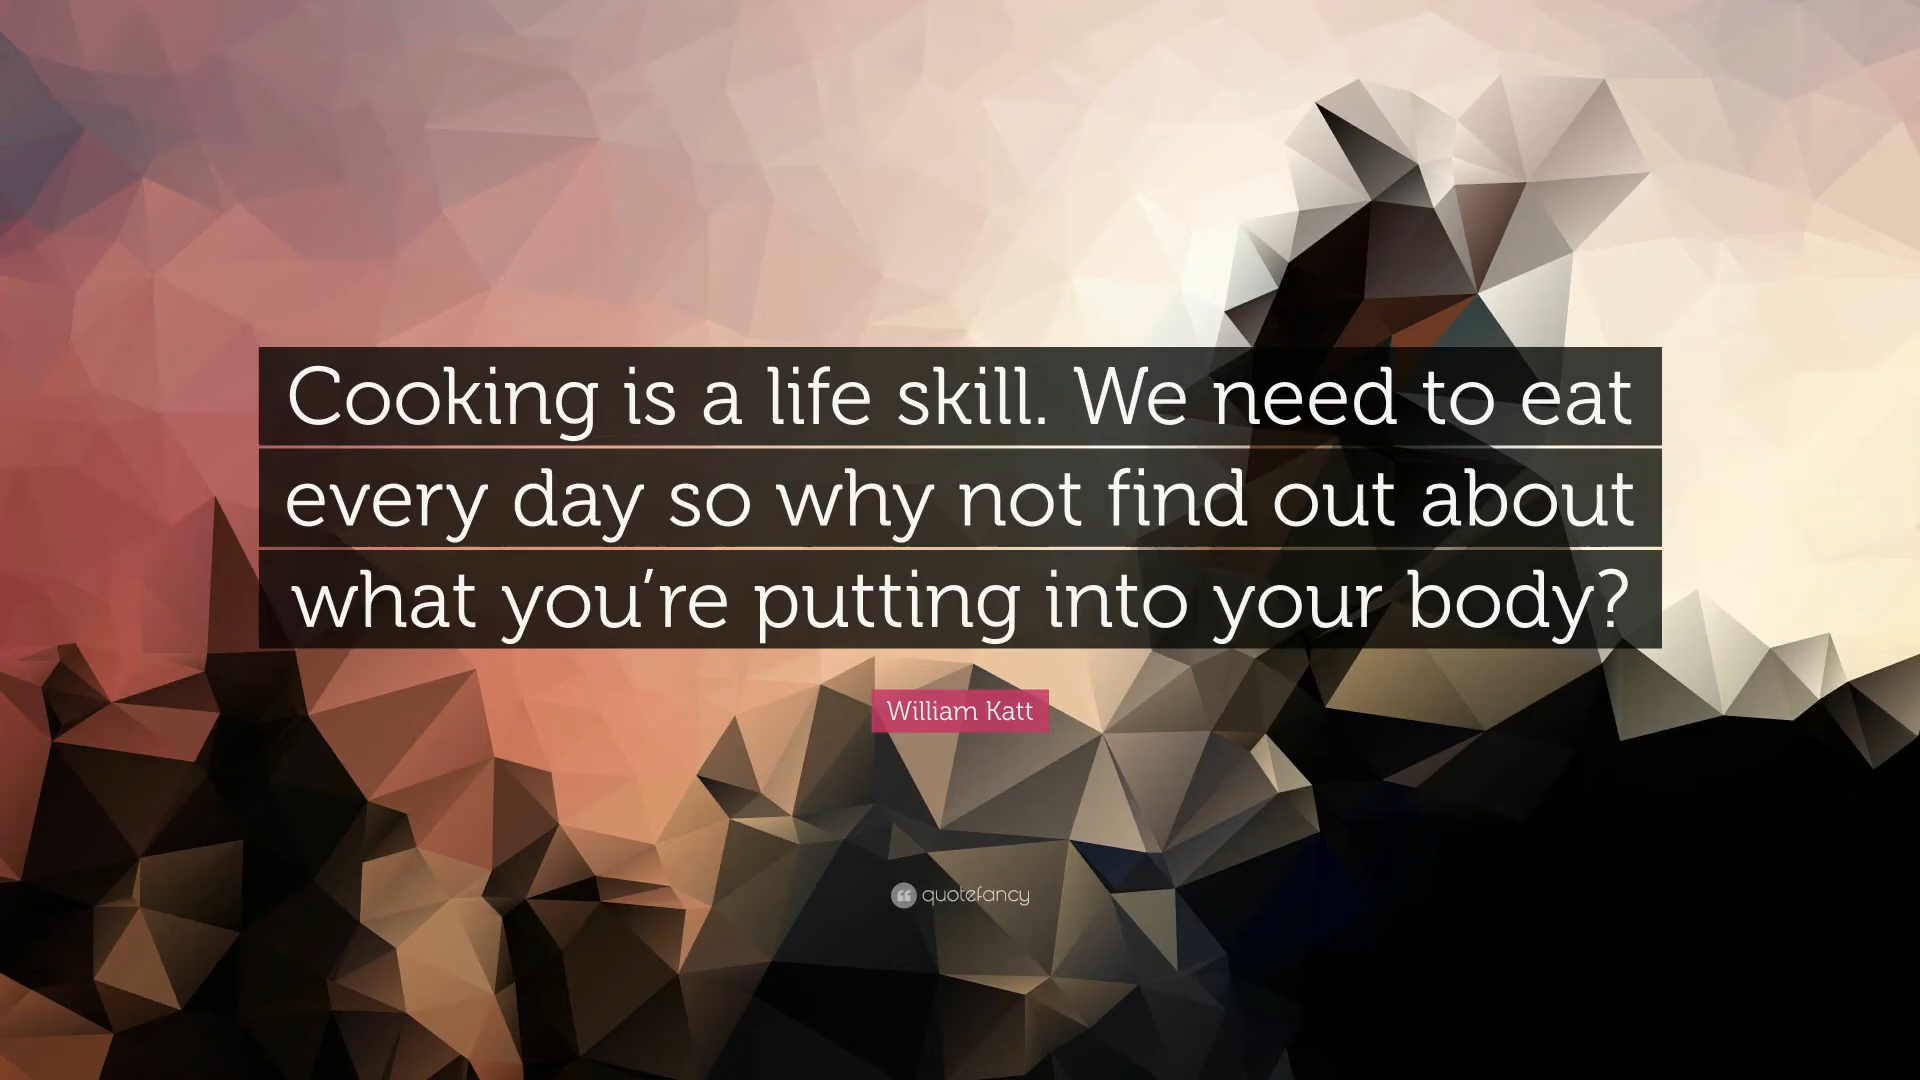 Cooking is a life skill. We need to eat
every day so why not find out about
what you’re putting into your body?
William Katt
quotefancy